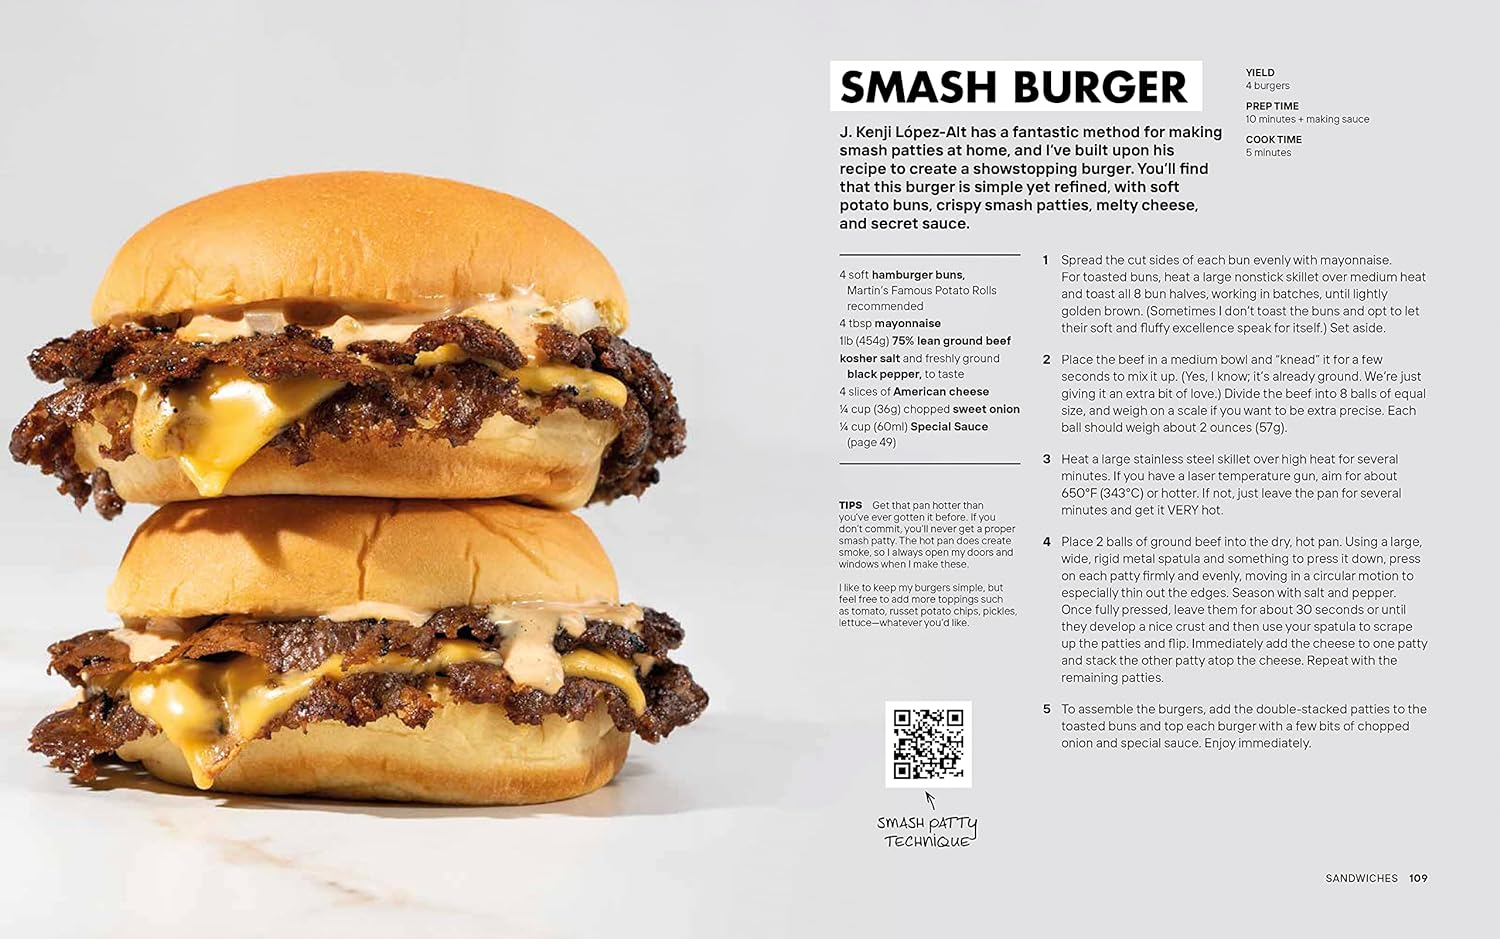 SMASH BURGER
J. Kenji López-Alt has a fantastic method for making
smash patties at home, and I’ve built upon his
recipe to create a showstopping burger. You’ll find
that this burger is simple yet refined, with soft
potato buns, crispy smash patties, melty cheese,
and secret sauce.
YIELD
4 burgers
PREP TIME
10 minutes + making sauce
COOK TIME
5 minutes
4 soft hamburger buns,
Martin’s Famous Potato Rolls
recommended
4 tbsp mayonnaise
1lb (454g) 75% lean ground beef
kosher salt and freshly ground
black pepper, to taste
4 slices of American cheese
¼ cup (36g) chopped sweet onion
¼ cup (60ml) Special Sauce
(page 49)
TIPS Get that pan hotter than
you’ve ever gotten it before. If you
don’t commit, you’ll never get a proper
smash patty. The hot pan does create
smoke, so I always open my doors and
windows when I make these.
I like to keep my burgers simple, but
feel free to add more toppings such
as tomato, russet potato chips, pickles,
lettuce—whatever you’d like.
SMASH PATTY
TECHNIQUE
1 Spread the cut sides of each bun evenly with mayonnaise.
For toasted buns, heat a large nonstick skillet over medium heat
and toast all 8 bun halves, working in batches, until lightly
golden brown. (Sometimes I don’t toast the buns and opt to let
their soft and fluffy excellence speak for itself.) Set aside.
2 Place the beef in a medium bowl and “knead” it for a few
seconds to mix it up. (Yes, I know; it’s already ground. We’re just
giving it an extra bit of love.) Divide the beef into 8 balls of equal
size, and weigh on a scale if you want to be extra precise. Each
ball should weigh about 2 ounces (57g).
3 Heat a large stainless steel skillet over high heat for several
minutes. If you have a laser temperature gun, aim for about
650°F (343°C) or hotter. If not, just leave the pan for several
minutes and get it VERY hot.
4 Place 2 balls of ground beef into the dry, hot pan. Using a large,
wide, rigid metal spatula and something to press it down, press
on each patty firmly and evenly, moving in a circular motion to
especially thin out the edges. Season with salt and pepper.
Once fully pressed, leave them for about 30 seconds or until
they develop a nice crust and then use your spatula to scrape
up the patties and flip. Immediately add the cheese to one patty
and stack the other patty atop the cheese. Repeat with the
remaining patties.
5 To assemble the burgers, add the double-stacked patties to the
toasted buns and top each burger with a few bits of chopped
onion and special sauce. Enjoy immediately.
SANDWICHES 109